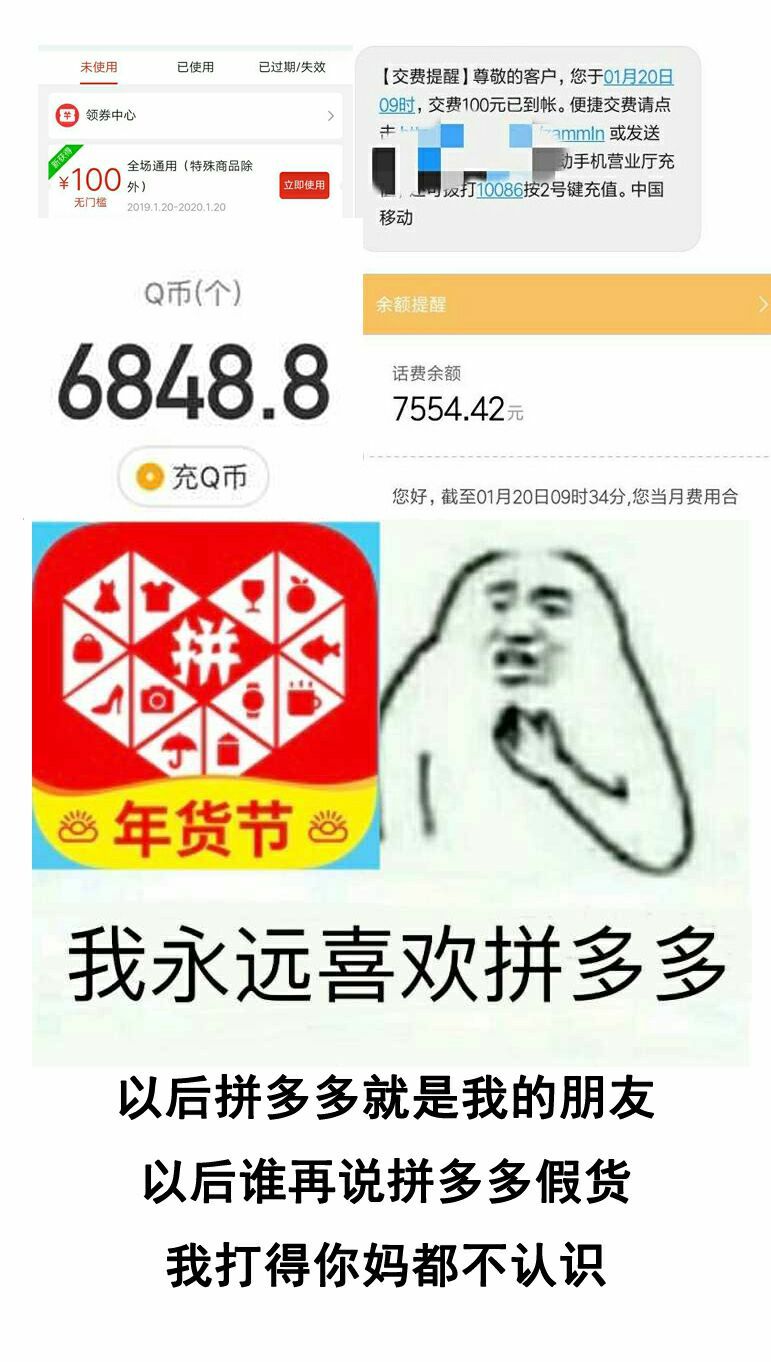 未使用 已使用 已过期/失效
领券中心
新获得
¥100 全场通用（特殊商品除外）
无门槛
2019.1.20-2020.1.20
立即使用
【交费提醒】尊敬的客户，您于01月20日
09时，交费100元已到帐。便捷交费请点
击 /zammIn 或发送
动手机营业厅充
还可拨打10086按2号键充值。中国
移动
Q币(个)
6848.8
充Q币
余额提醒
话费余额
7554.42元
您好，截至01月20日09时34分,您当月费用合
拼
年货节
我永远喜欢拼多多
以后拼多多就是我的朋友
以后谁再说拼多多假货
我打得你妈都不认识